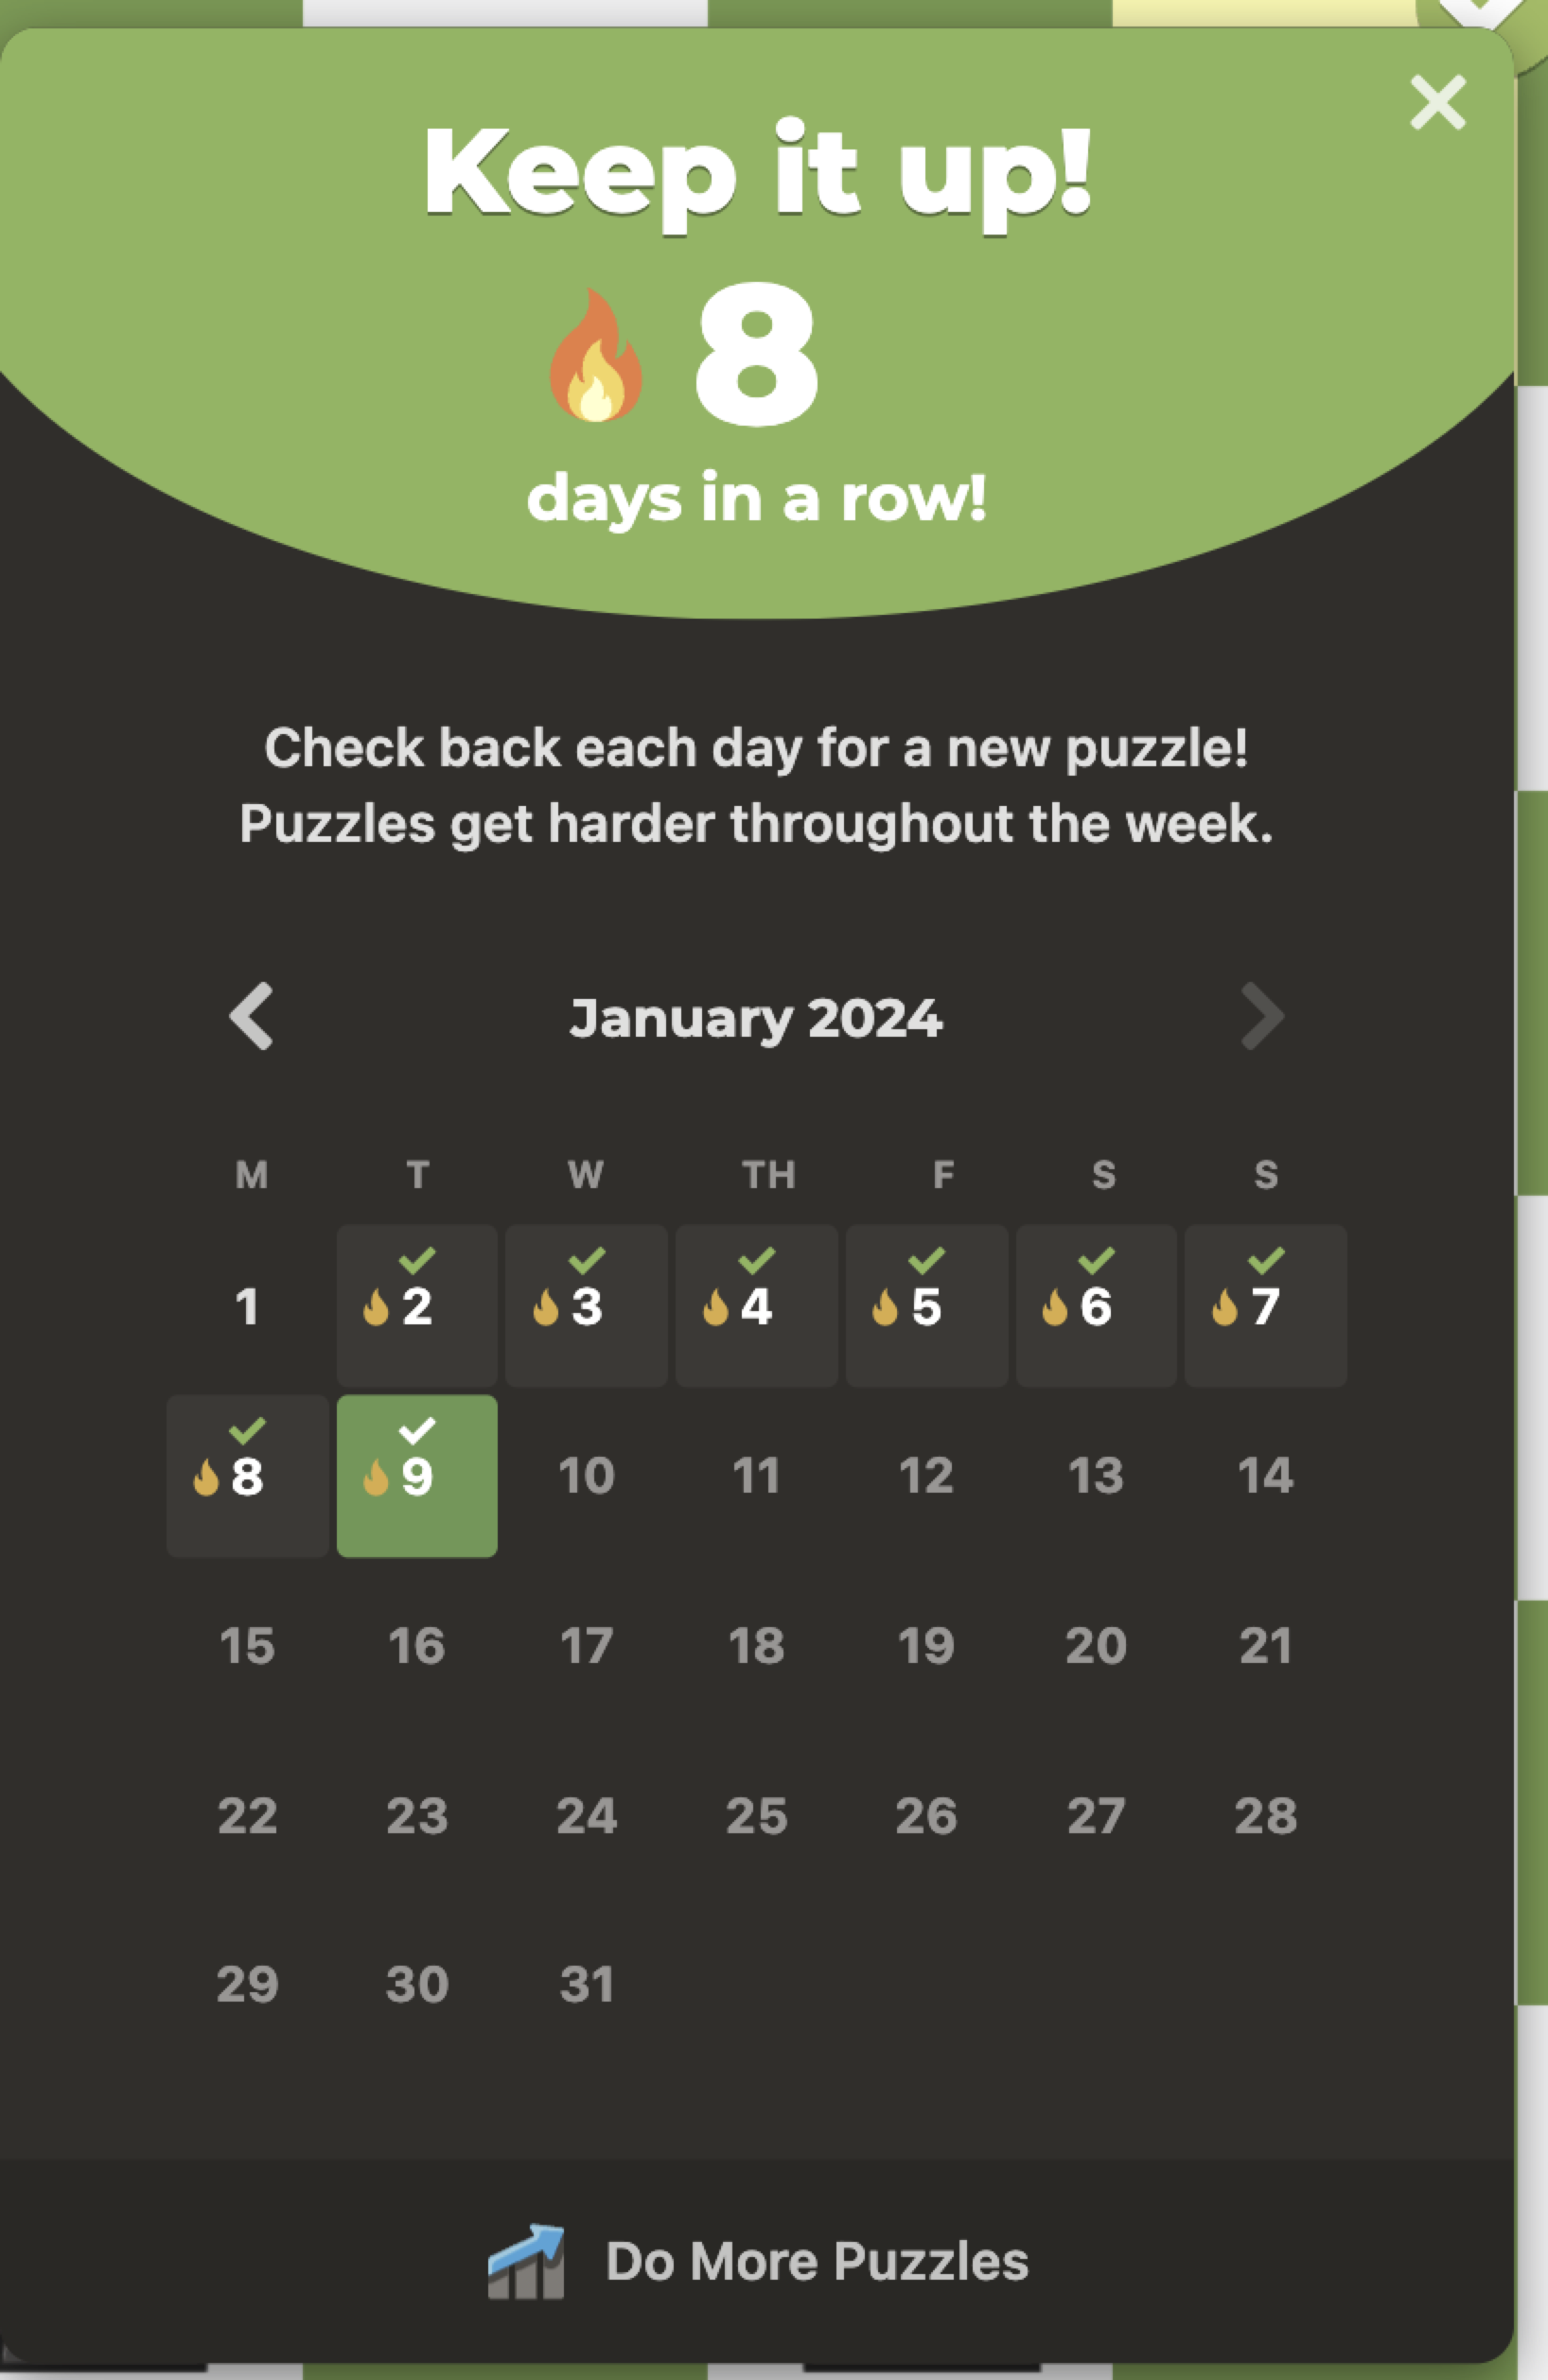 Keep it up!
8
days in a row!
Check back each day for a new puzzle!
Puzzles get harder throughout the week.
January 2024
M T W TH F S S
1 2 3 4 5 6 7
8 9 10 11 12 13 14
15 16 17 18 19 20 21
22 23 24 25 26 27 28
29 30 31
Do More Puzzles